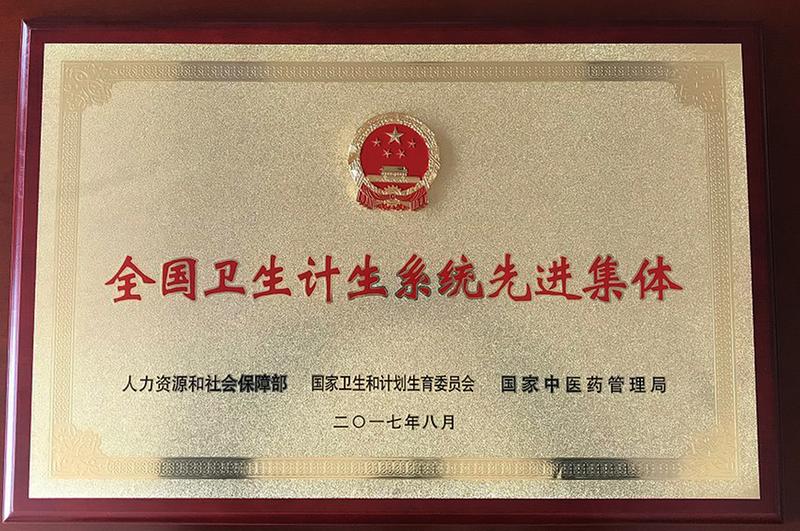 全国卫生计生系统先进集体
人力资源和社会保障部 国家卫生和计划生育委员会 国家中医药管理局
二〇一七年八月